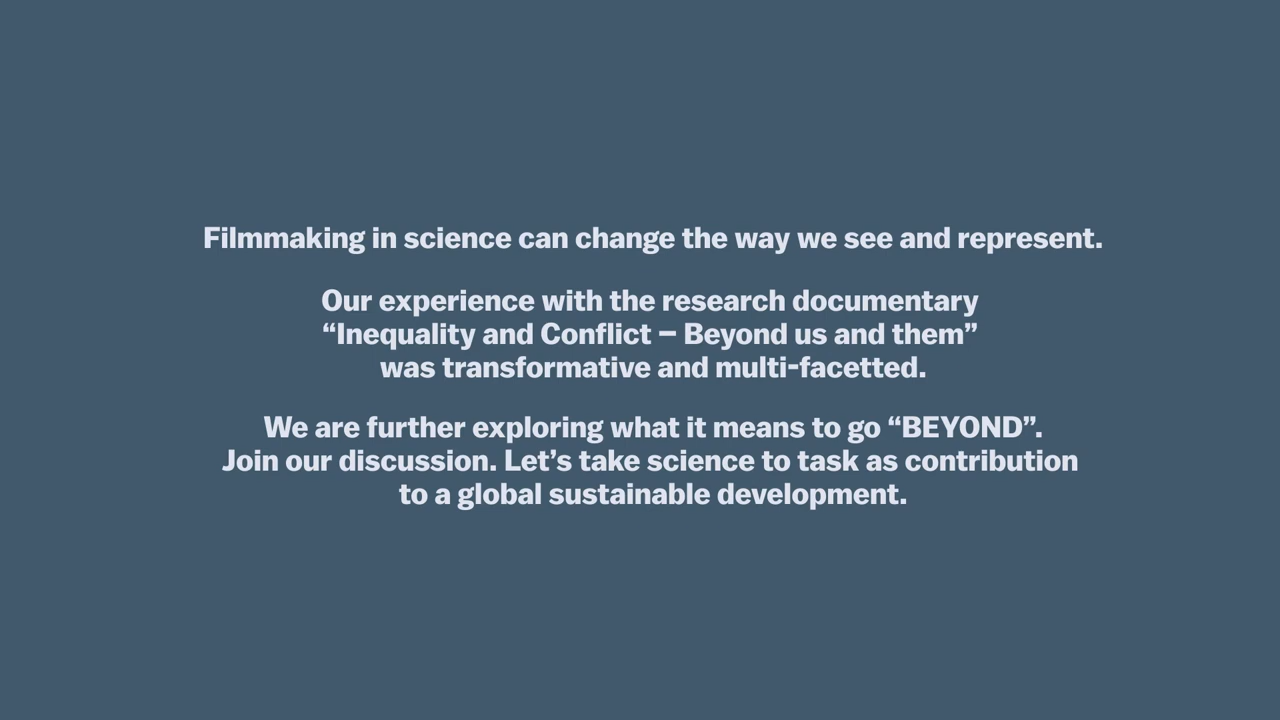 Filmmaking in science can change the way we see and represent.
Our experience with the research documentary
“Inequality and Conflict – Beyond us and them”
was transformative and multi-facetted.
We are further exploring what it means to go “BEYOND”.
Join our discussion. Let’s take science to task as contribution
to a global sustainable development.